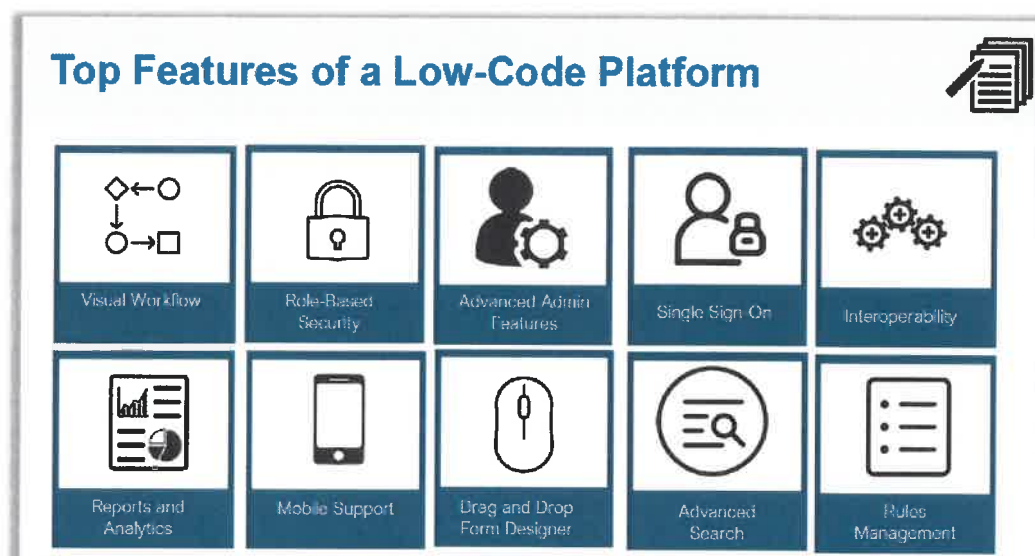 Top Features of a Low-Code Platform
Visual Workflow
Role-Based
Security
Advanced Admin
Features
Single Sign-On
Interoperability
Reports and
Analytics
Mobile Support
Drag and Drop
Form Designer
Advanced
Search
Rules
Management